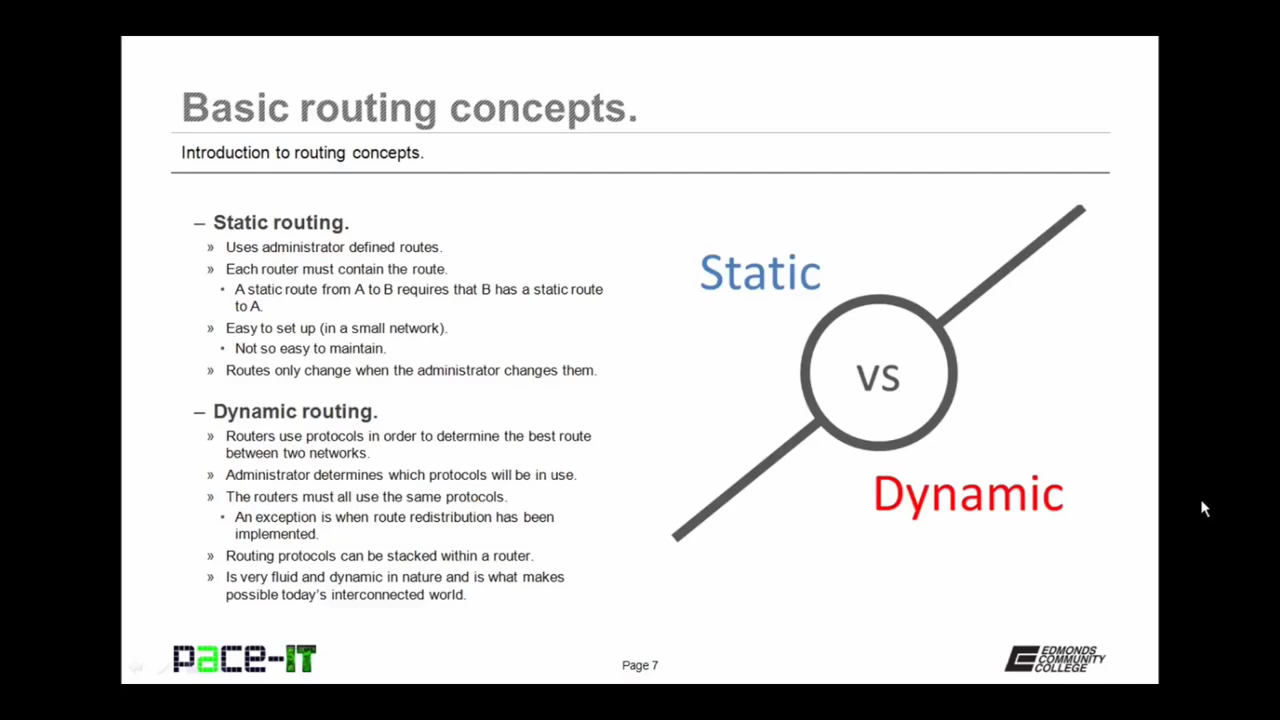 Basic routing concepts.
Introduction to routing concepts.
– Static routing.
» Uses administrator defined routes.
» Each router must contain the route.
• A static route from A to B requires that B has a static route
to A.
» Easy to set up (in a small network).
• Not so easy to maintain.
» Routes only change when the administrator changes them.
– Dynamic routing.
» Routers use protocols in order to determine the best route
between two networks.
» Administrator determines which protocols will be in use.
» The routers must all use the same protocols.
• An exception is when route redistribution has been
implemented.
» Routing protocols can be stacked within a router.
» Is very fluid and dynamic in nature and is what makes
possible today’s interconnected world.
Static
vs
Dynamic
pace-IT
Page 7
EDMONDS
COMMUNITY
COLLEGE